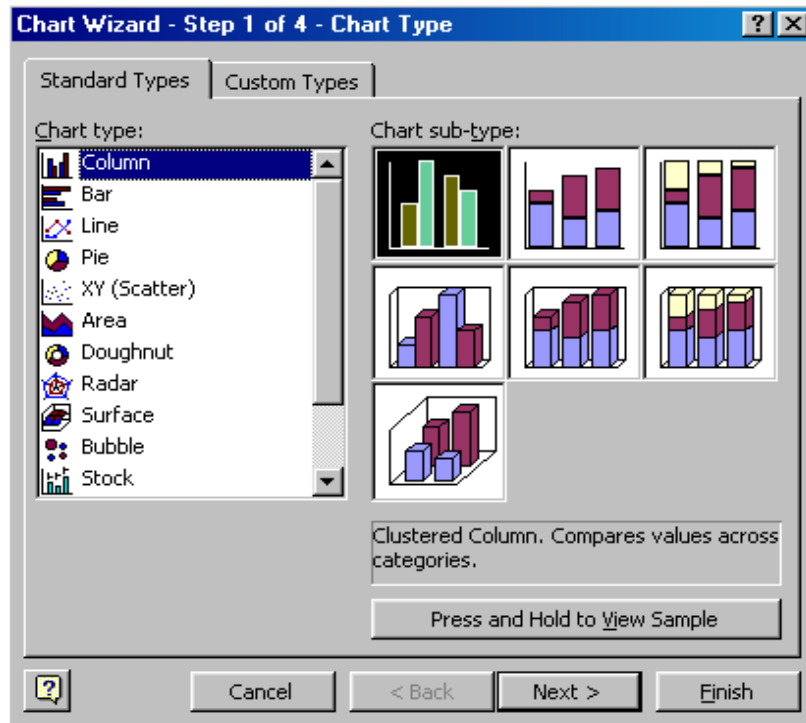 Chart Wizard - Step 1 of 4 - Chart Type
Standard Types
Custom Types
Chart type:
Chart sub-type:
Column
Bar
Line
Pie
XY (Scatter)
Area
Doughnut
Radar
Surface
Bubble
Stock
Clustered Column. Compares values across
categories.
Press and Hold to View Sample
Cancel
< Back
Next >
Finish